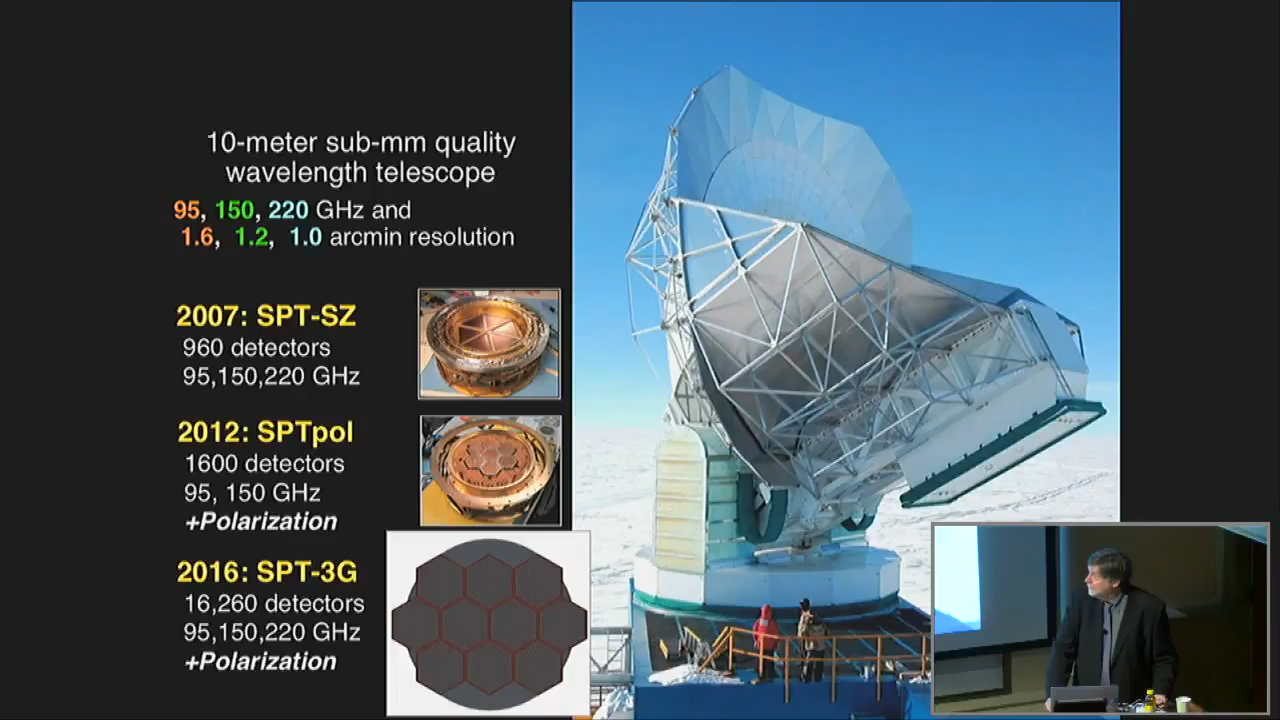 10-meter sub-mm quality
wavelength telescope
95, 150, 220 GHz and
1.6, 1.2, 1.0 arcmin resolution
2007: SPT-SZ
960 detectors
95,150,220 GHz
2012: SPTpol
1600 detectors
95, 150 GHz
+Polarization
2016: SPT-3G
16,260 detectors
95,150,220 GHz
+Polarization